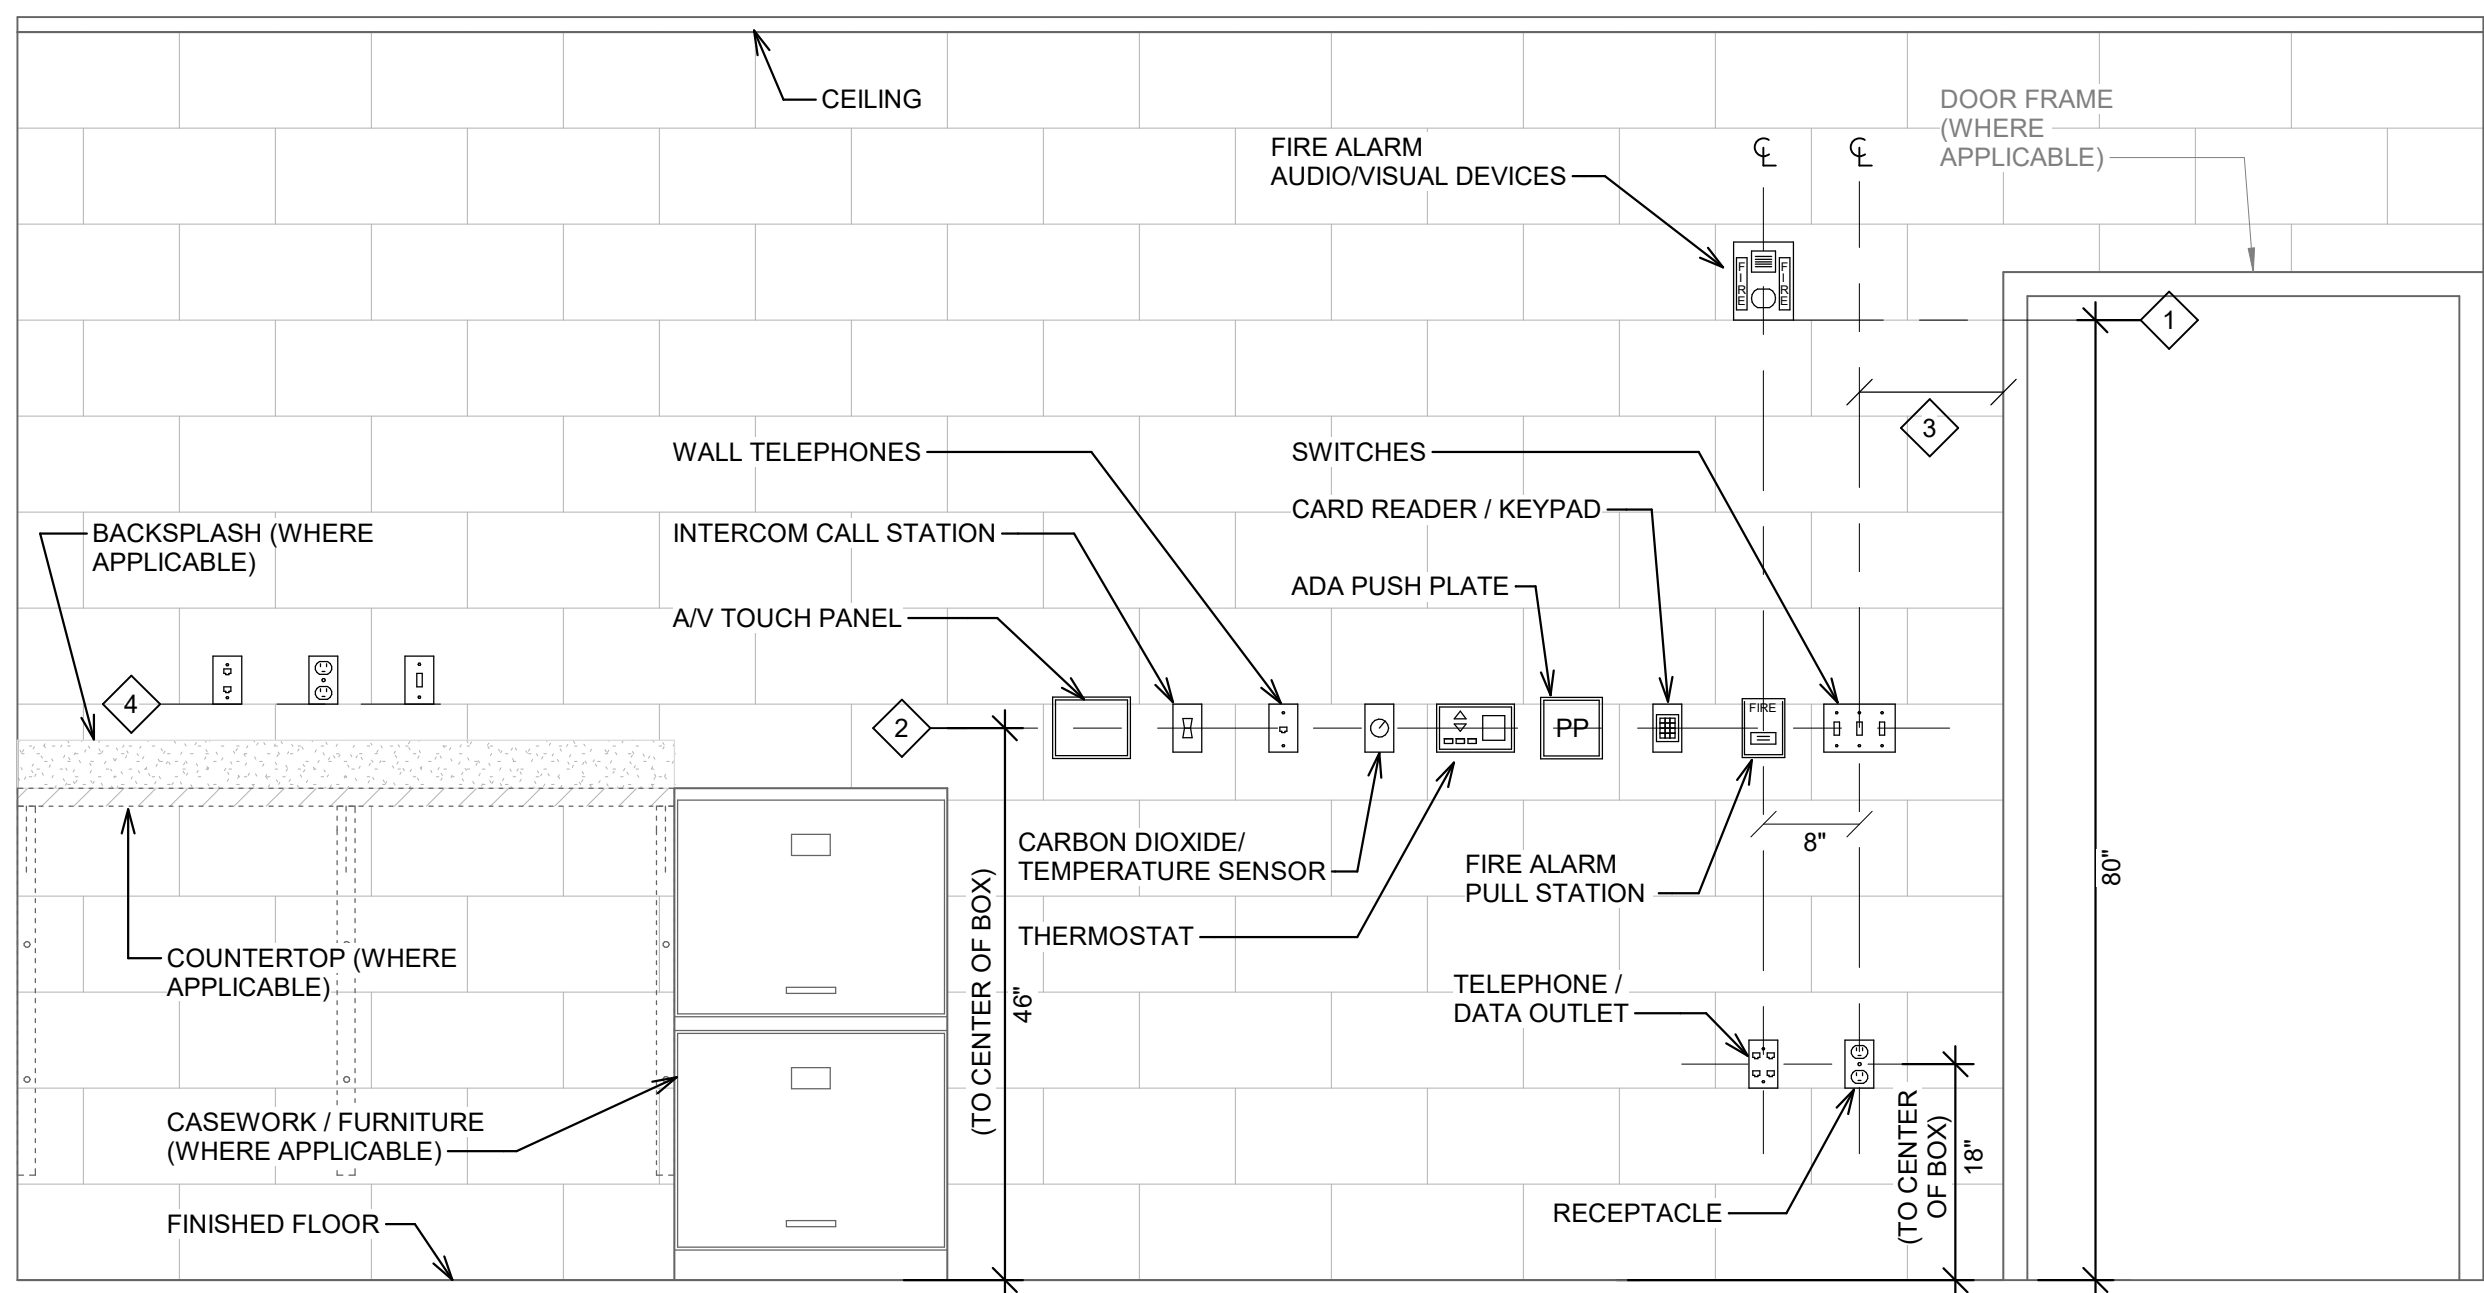 CEILING
DOOR FRAME
(WHERE
APPLICABLE)
FIRE ALARM
AUDIO/VISUAL DEVICES
℄
℄
FIRE
FIRE
1
3
WALL TELEPHONES
SWITCHES
CARD READER / KEYPAD
BACKSPLASH (WHERE
APPLICABLE)
INTERCOM CALL STATION
ADA PUSH PLATE
A/V TOUCH PANEL
4
2
PP
FIRE
8"
CARBON DIOXIDE/
TEMPERATURE SENSOR
FIRE ALARM
PULL STATION
80"
THERMOSTAT
COUNTERTOP (WHERE
APPLICABLE)
(TO CENTER OF BOX)
46"
TELEPHONE /
DATA OUTLET
CASEWORK / FURNITURE
(WHERE APPLICABLE)
(TO CENTER
OF BOX)
18"
RECEPTACLE
FINISHED FLOOR